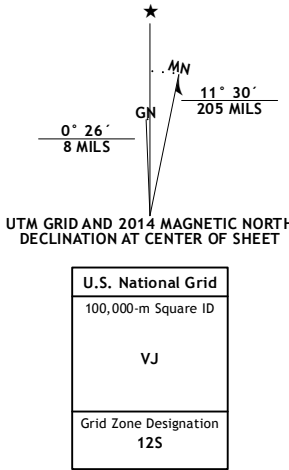 ★
MN
GN
11° 30´
205 MILS
0° 26´
8 MILS
UTM GRID AND 2014 MAGNETIC NORTH
DECLINATION AT CENTER OF SHEET
U.S. National Grid
100,000-m Square ID
VJ
Grid Zone Designation
12S